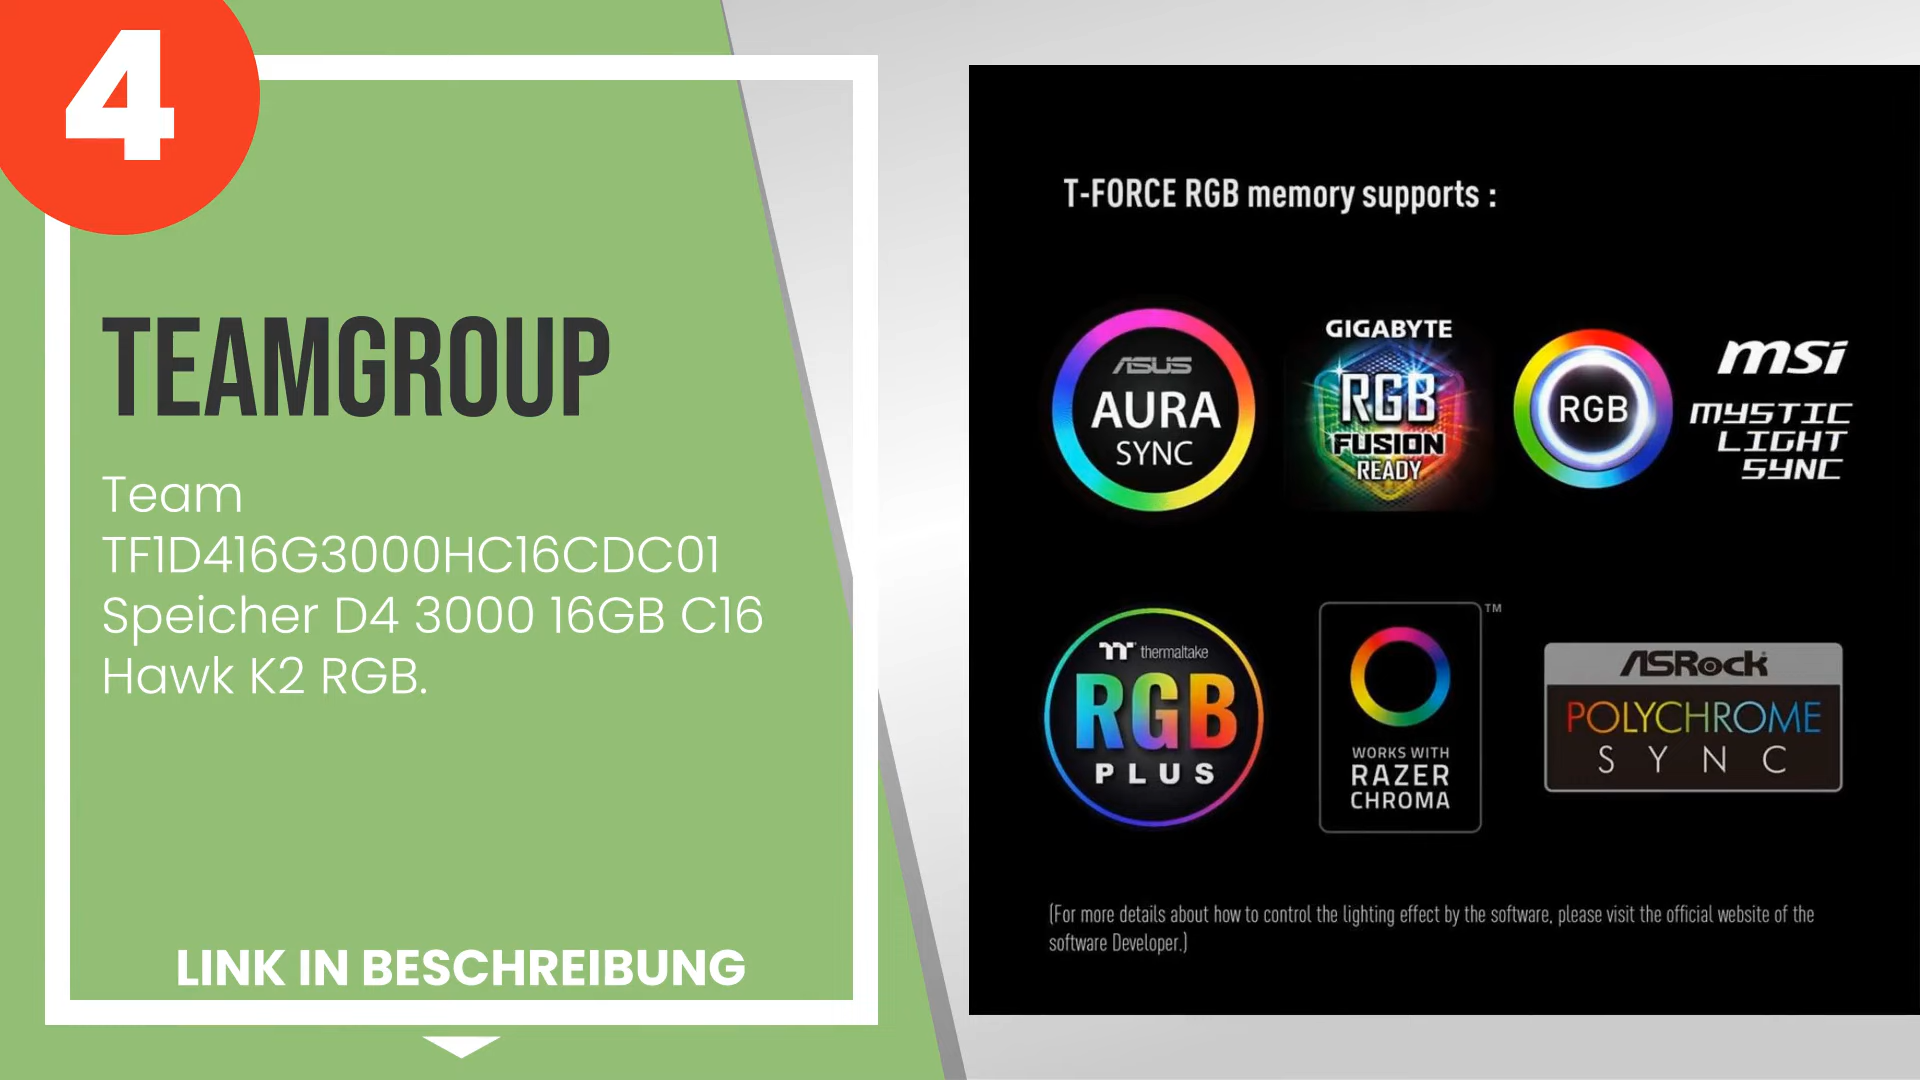 4
TEAMGROUP
Team
TF1D416G3000HC16CDC01
Speicher D4 3000 16GB C16
Hawk K2 RGB.
LINK IN BESCHREIBUNG
T-FORCE RGB memory supports :
ASUS
AURA
SYNC
GIGABYTE
RGB
FUSION
READY
RGB
msi
MYSTIC
LIGHT
SYNC
thermaltake
RGB
PLUS
WORKS WITH
RAZER
CHROMA
TM
ASRock
POLYCHROME
SYNC
(For more details about how to control the lighting effect by the software, please visit the official website of the
software Developer.)